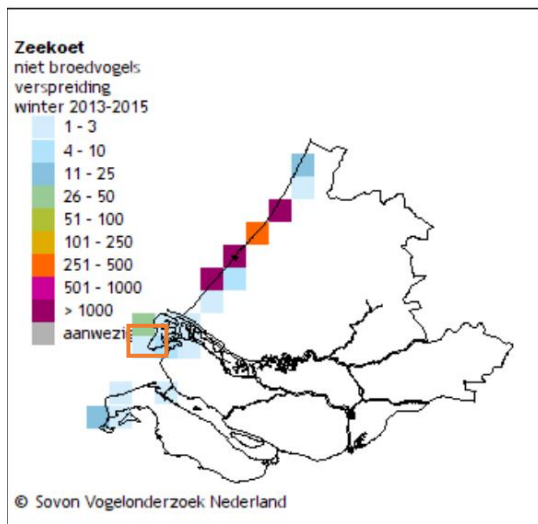 Zeekoet
niet broedvogels
verspreiding
winter 2013-2015
1 - 3
4 - 10
11 - 25
26 - 50
51 - 100
101 - 250
251 - 500
501 - 1000
> 1000
© Sovon Vogelonderzoek Nederland